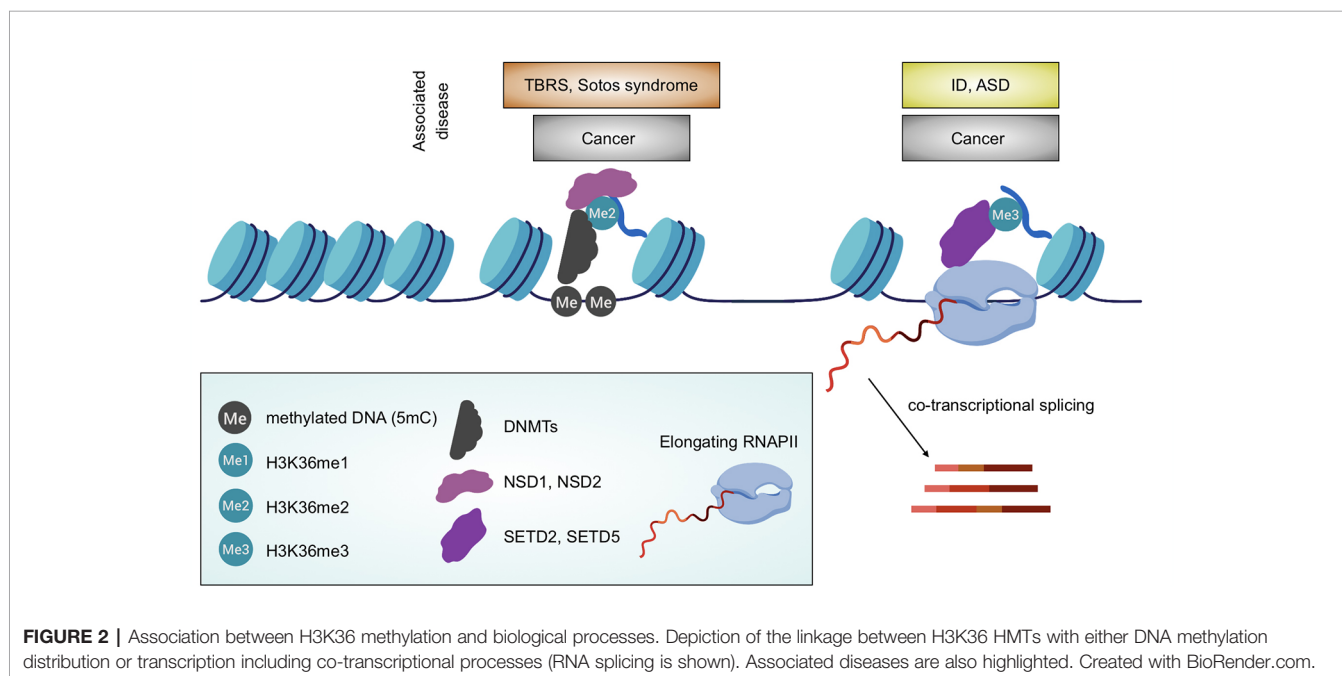 Associated
disease
TBRS, Sotos syndrome
Cancer
ID, ASD
Cancer
Me2
Me3
Me
Me
co-transcriptional splicing
Me
methylated DNA (5mC)
Me1
H3K36me1
Me2
H3K36me2
Me3
H3K36me3
DNMTs
NSD1, NSD2
SETD2, SETD5
Elongating RNAPII
FIGURE 2 | Association between H3K36 methylation and biological processes. Depiction of the linkage between H3K36 HMTs with either DNA methylation
distribution or transcription including co-transcriptional processes (RNA splicing is shown). Associated diseases are also highlighted. Created with BioRender.com.